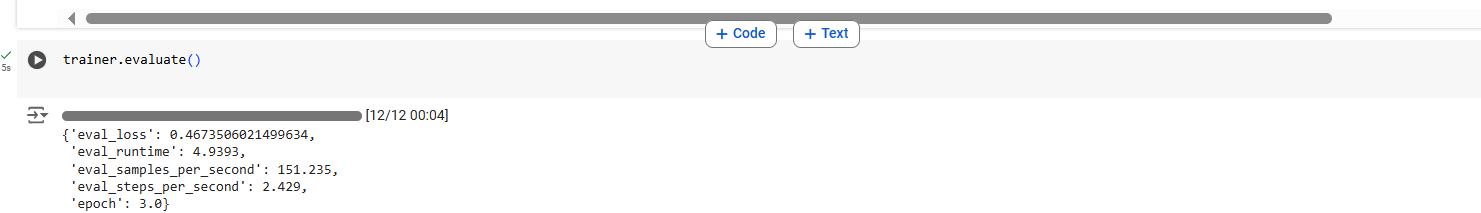 + Code + Text
5s
trainer.evaluate()
[12/12 00:04]
{'eval_loss': 0.4673506021499634,
'eval_runtime': 4.9393,
'eval_samples_per_second': 151.235,
'eval_steps_per_second': 2.429,
'epoch': 3.0}